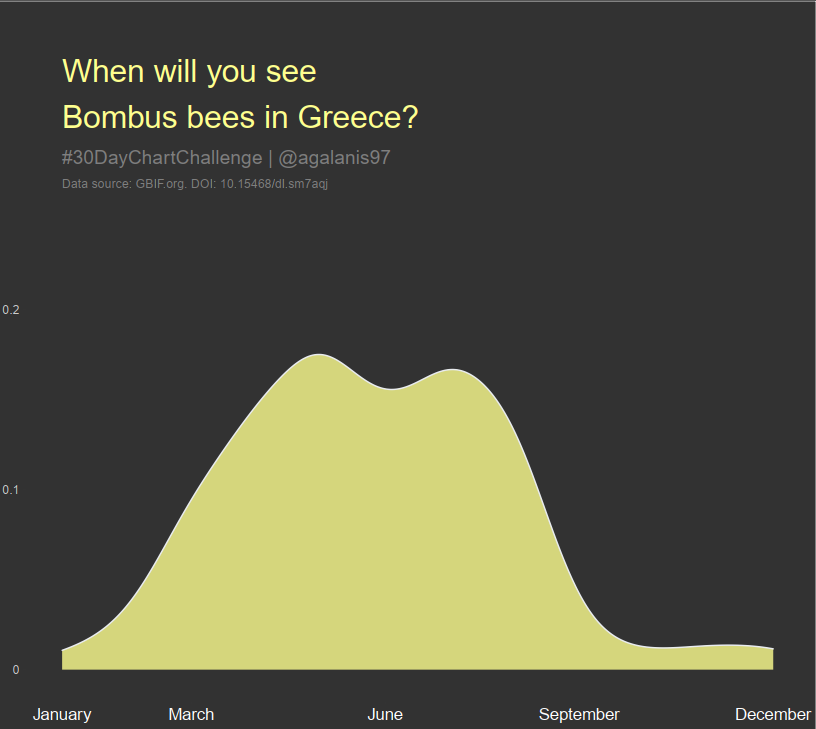 When will you see
Bombus bees in Greece?
#30DayChartChallenge | @agalanis97
Data source: GBIF.org. DOI: 10.15468/dl.sm7aqj
0.2
0.1
0
January March June September December